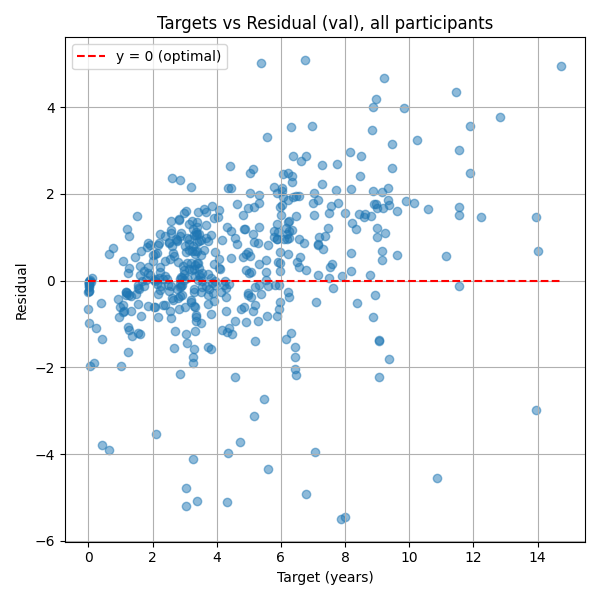 Targets vs Residual (val), all participants
y = 0 (optimal)
Residual
4
2
0
−2
−4
−6
0 2 4 6 8 10 12 14
Target (years)